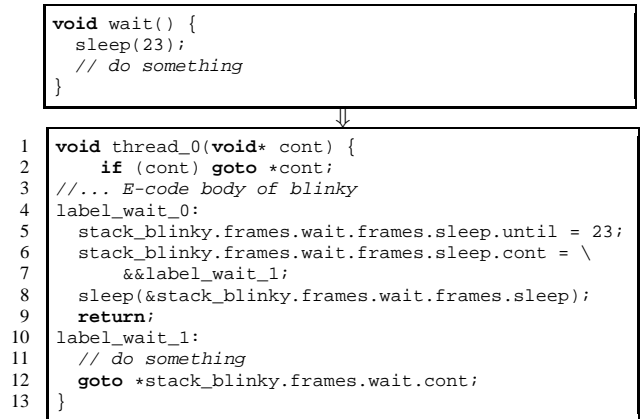 void wait() {
  sleep(23);
  // do something
}
⇓
1 void thread_0(void* cont) {
2     if (cont) goto *cont;
3 //... E-code body of blinky
4 label_wait_0:
5   stack_blinky.frames.wait.frames.sleep.until = 23;
6   stack_blinky.frames.wait.frames.sleep.cont = \
7       &&label_wait_1;
8   sleep(&stack_blinky.frames.wait.frames.sleep);
9   return;
10 label_wait_1:
11   // do something
12   goto *stack_blinky.frames.wait.cont;
13 }